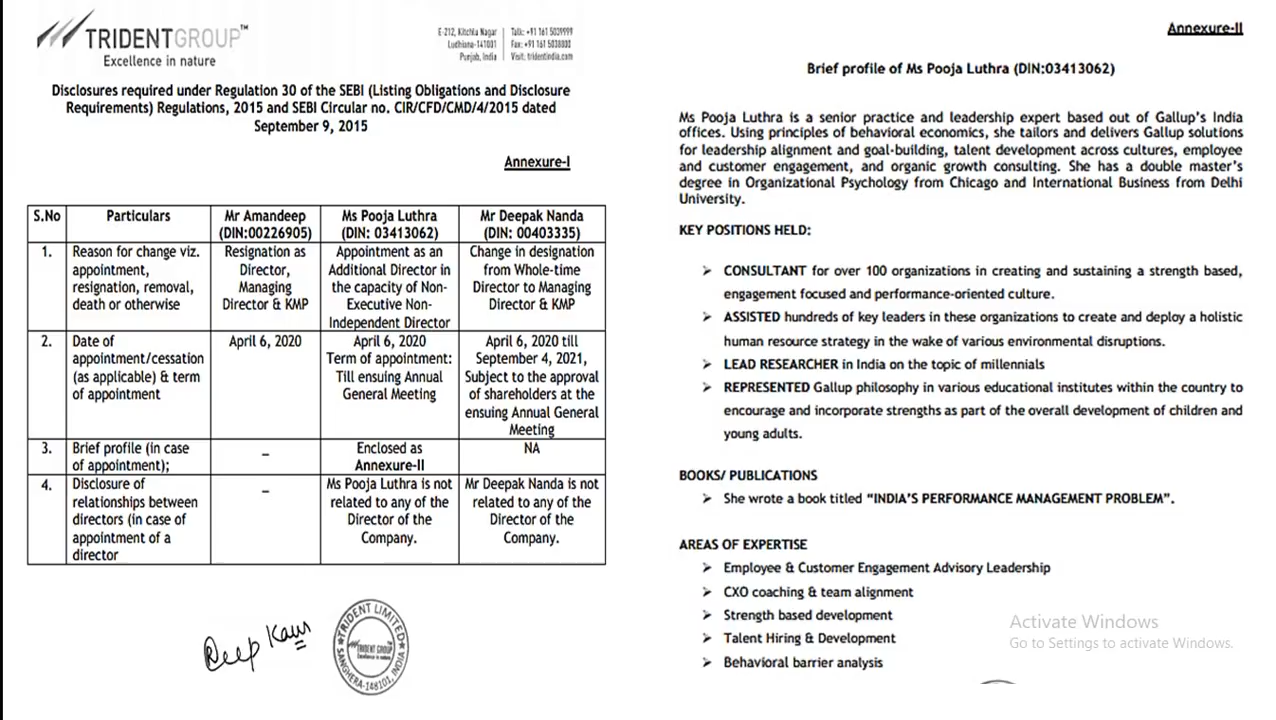 TRIDENTGROUP™
Excellence in nature
E-212, Kitchlu Nagar
Ludhiana-141001
Punjab, India
Talk: +91 161 5039999
Fax: +91 161 5038800
Visit: tridentindia.com
Disclosures required under Regulation 30 of the SEBI (Listing Obligations and Disclosure
Requirements) Regulations, 2015 and SEBI Circular no. CIR/CFD/CMD/4/2015 dated
September 9, 2015
Annexure-I
S.No
Particulars
Mr Amandeep
(DIN:00226905)
Ms Pooja Luthra
(DIN: 03413062)
Mr Deepak Nanda
(DIN: 00403335)
1.
Reason for change viz.
appointment,
resignation, removal,
death or otherwise
Resignation as
Director,
Managing
Director & KMP
Appointment as an
Additional Director in
the capacity of Non-
Executive Non-
Independent Director
Change in designation
from Whole-time
Director to Managing
Director & KMP
2.
Date of
appointment/cessation
(as applicable) & term
of appointment
April 6, 2020
April 6, 2020
Term of appointment:
Till ensuing Annual
General Meeting
April 6, 2020 till
September 4, 2021,
Subject to the approval
of shareholders at the
ensuing Annual General
Meeting
3.
Brief profile (in case
of appointment);
–
Enclosed as
Annexure-II
NA
4.
Disclosure of
relationships between
directors (in case of
appointment of a
director
–
Ms Pooja Luthra is not
related to any of the
Director of the
Company.
Mr Deepak Nanda is not
related to any of the
Director of the
Company.
TRIDENT LIMITED
TRIDENT GROUP
Excellence in nature
SANGHERA-148101, INDIA
Annexure-II
Brief profile of Ms Pooja Luthra (DIN:03413062)
Ms Pooja Luthra is a senior practice and leadership expert based out of Gallup's India
offices. Using principles of behavioral economics, she tailors and delivers Gallup solutions
for leadership alignment and goal-building, talent development across cultures, employee
and customer engagement, and organic growth consulting. She has a double master's
degree in Organizational Psychology from Chicago and International Business from Delhi
University.
KEY POSITIONS HELD:
➢ CONSULTANT for over 100 organizations in creating and sustaining a strength based,
engagement focused and performance-oriented culture.
➢ ASSISTED hundreds of key leaders in these organizations to create and deploy a holistic
human resource strategy in the wake of various environmental disruptions.
➢ LEAD RESEARCHER in India on the topic of millennials
➢ REPRESENTED Gallup philosophy in various educational institutes within the country to
encourage and incorporate strengths as part of the overall development of children and
young adults.
BOOKS/ PUBLICATIONS
➢ She wrote a book titled "INDIA'S PERFORMANCE MANAGEMENT PROBLEM".
AREAS OF EXPERTISE
➢ Employee & Customer Engagement Advisory Leadership
➢ CXO coaching & team alignment
➢ Strength based development
➢ Talent Hiring & Development
➢ Behavioral barrier analysis
Activate Windows
Go to Settings to activate Windows.